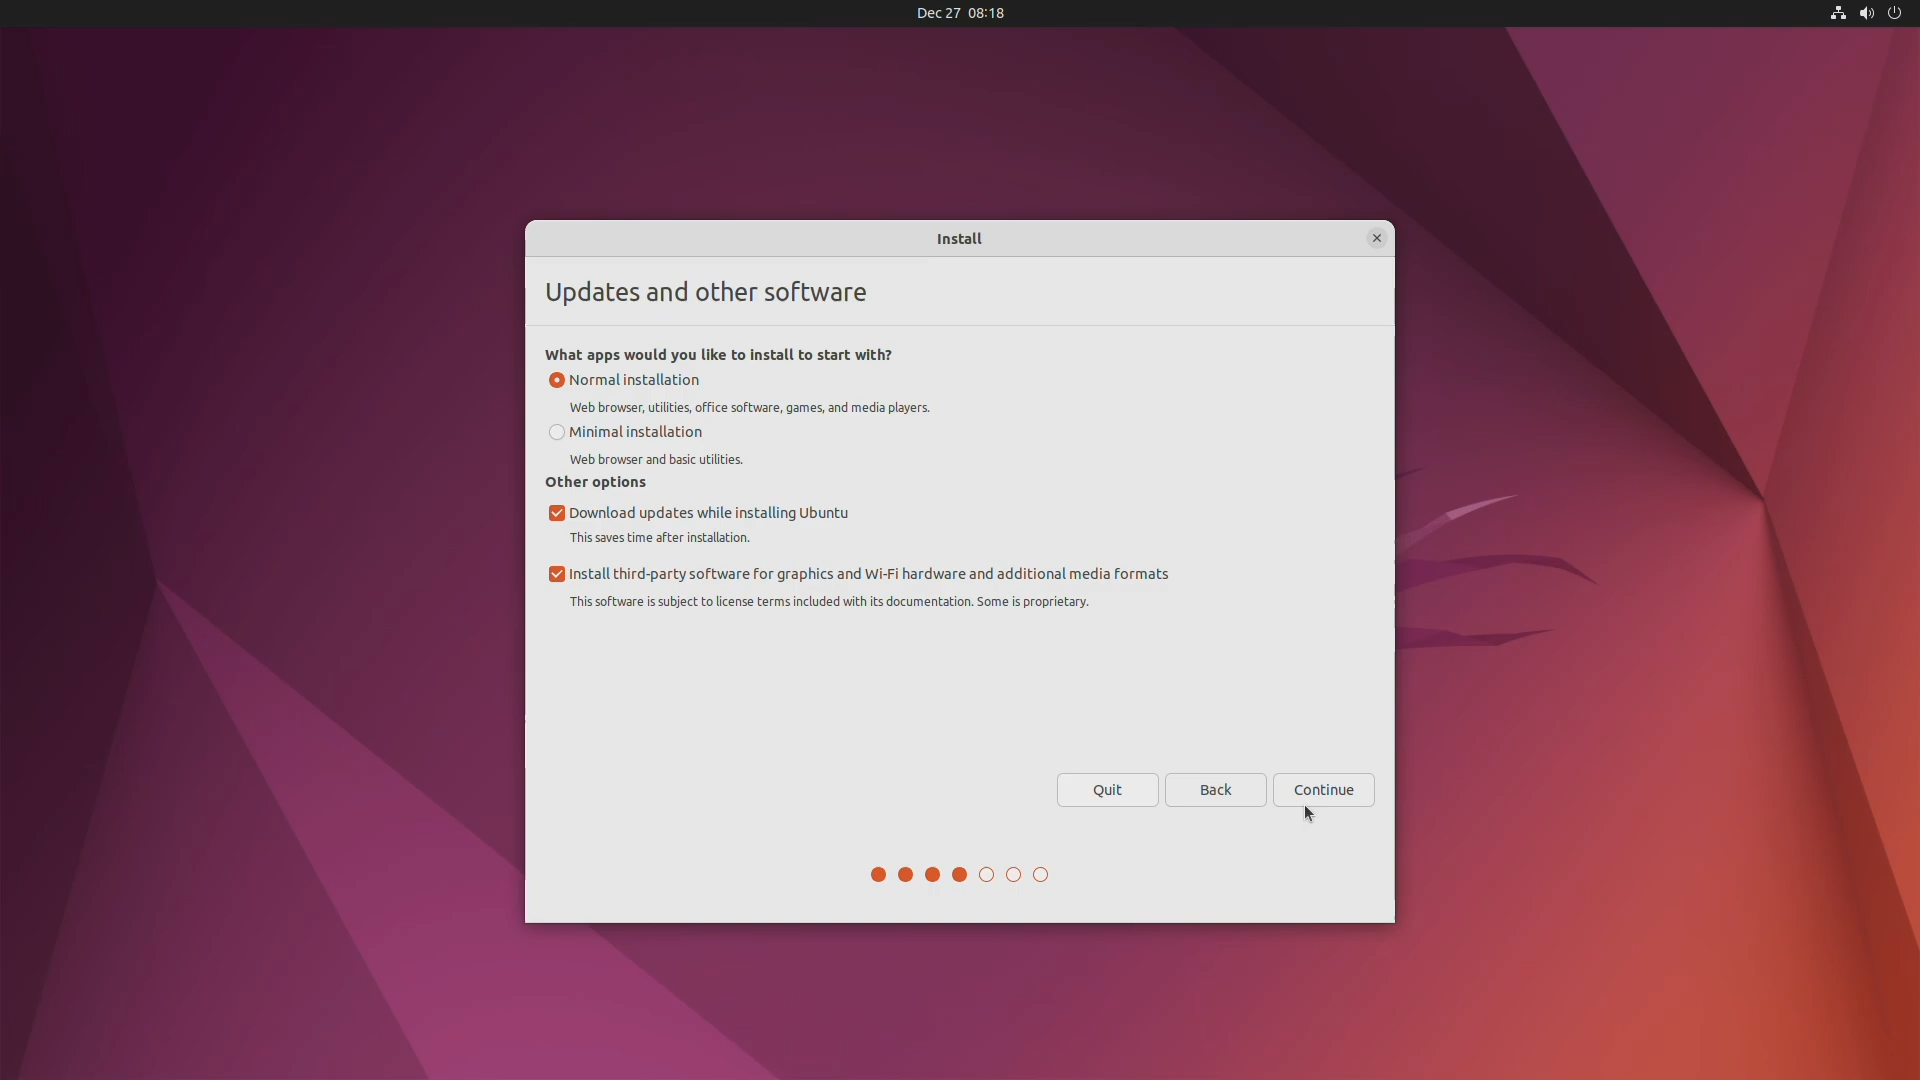 Dec 27 08:18
Install
Updates and other software
What apps would you like to install to start with?
Normal installation
Web browser, utilities, office software, games, and media players.
Minimal installation
Web browser and basic utilities.
Other options
Download updates while installing Ubuntu
This saves time after installation.
Install third-party software for graphics and Wi-Fi hardware and additional media formats
This software is subject to license terms included with its documentation. Some is proprietary.
Quit Back Continue